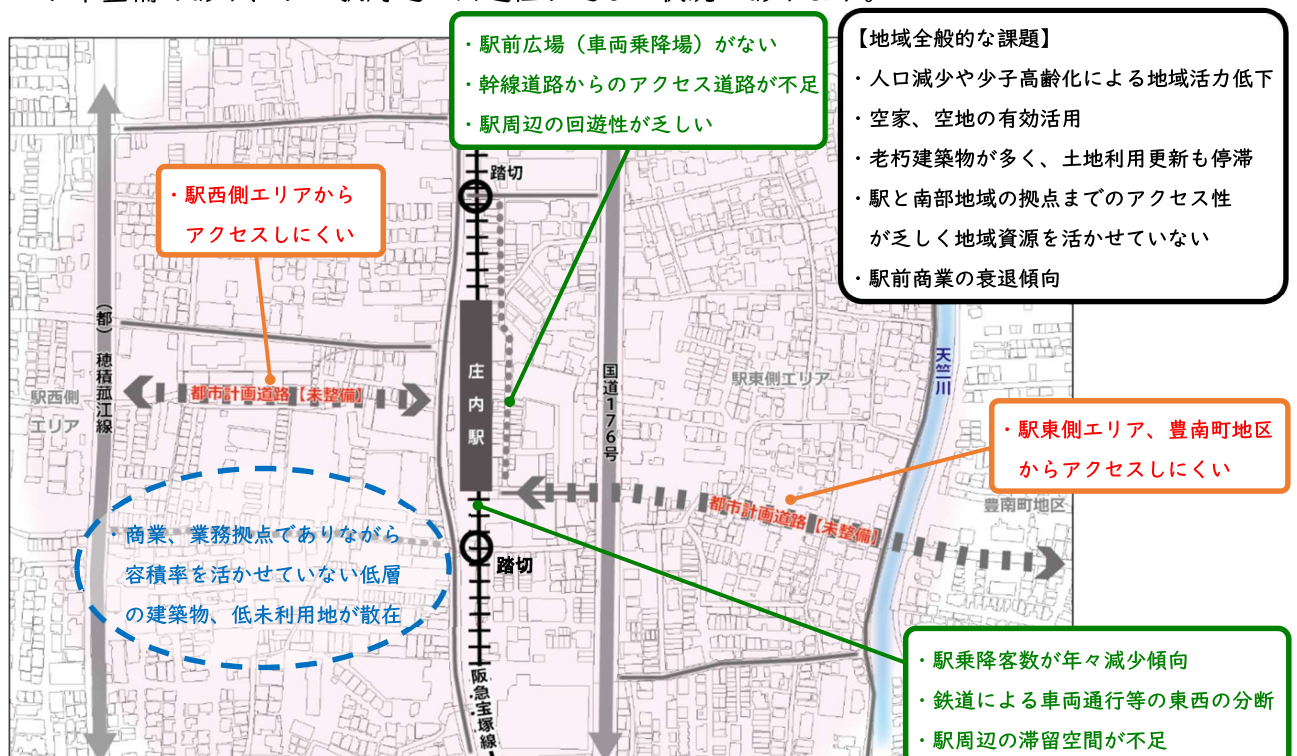 ・駅前広場（車両乗降場）がない
・幹線道路からのアクセス道路が不足
・駅周辺の回遊性が乏しい
【地域全般的な課題】
・人口減少や少子高齢化による地域活力低下
・空家、空地の有効活用
・老朽建築物が多く、土地利用更新も停滞
・駅と南部地域の拠点までのアクセス性
が乏しく地域資源を活かせていない
・駅前商業の衰退傾向
・駅西側エリアから
アクセスしにくい
踏切
（都）穂積菰江線
駅西側
エリア
都市計画道路【未整備】
庄内駅
国道176号
駅東側エリア
天竺川
・駅東側エリア、豊南町地区
からアクセスしにくい
都市計画道路【未整備】
豊南町地区
・商業、業務拠点でありながら
容積率を活かせていない低層
の建築物、低未利用地が散在
踏切
阪急・宝塚線
・駅乗降客数が年々減少傾向
・鉄道による車両通行等の東西の分断
・駅周辺の滞留空間が不足